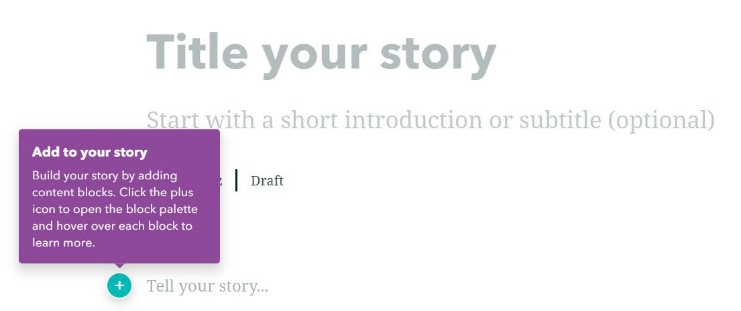 Title your story
Start with a short introduction or subtitle (optional)
Add to your story
Build your story by adding
content blocks. Click the plus
icon to open the block palette
and hover over each block to
learn more.
Draft
Tell your story...